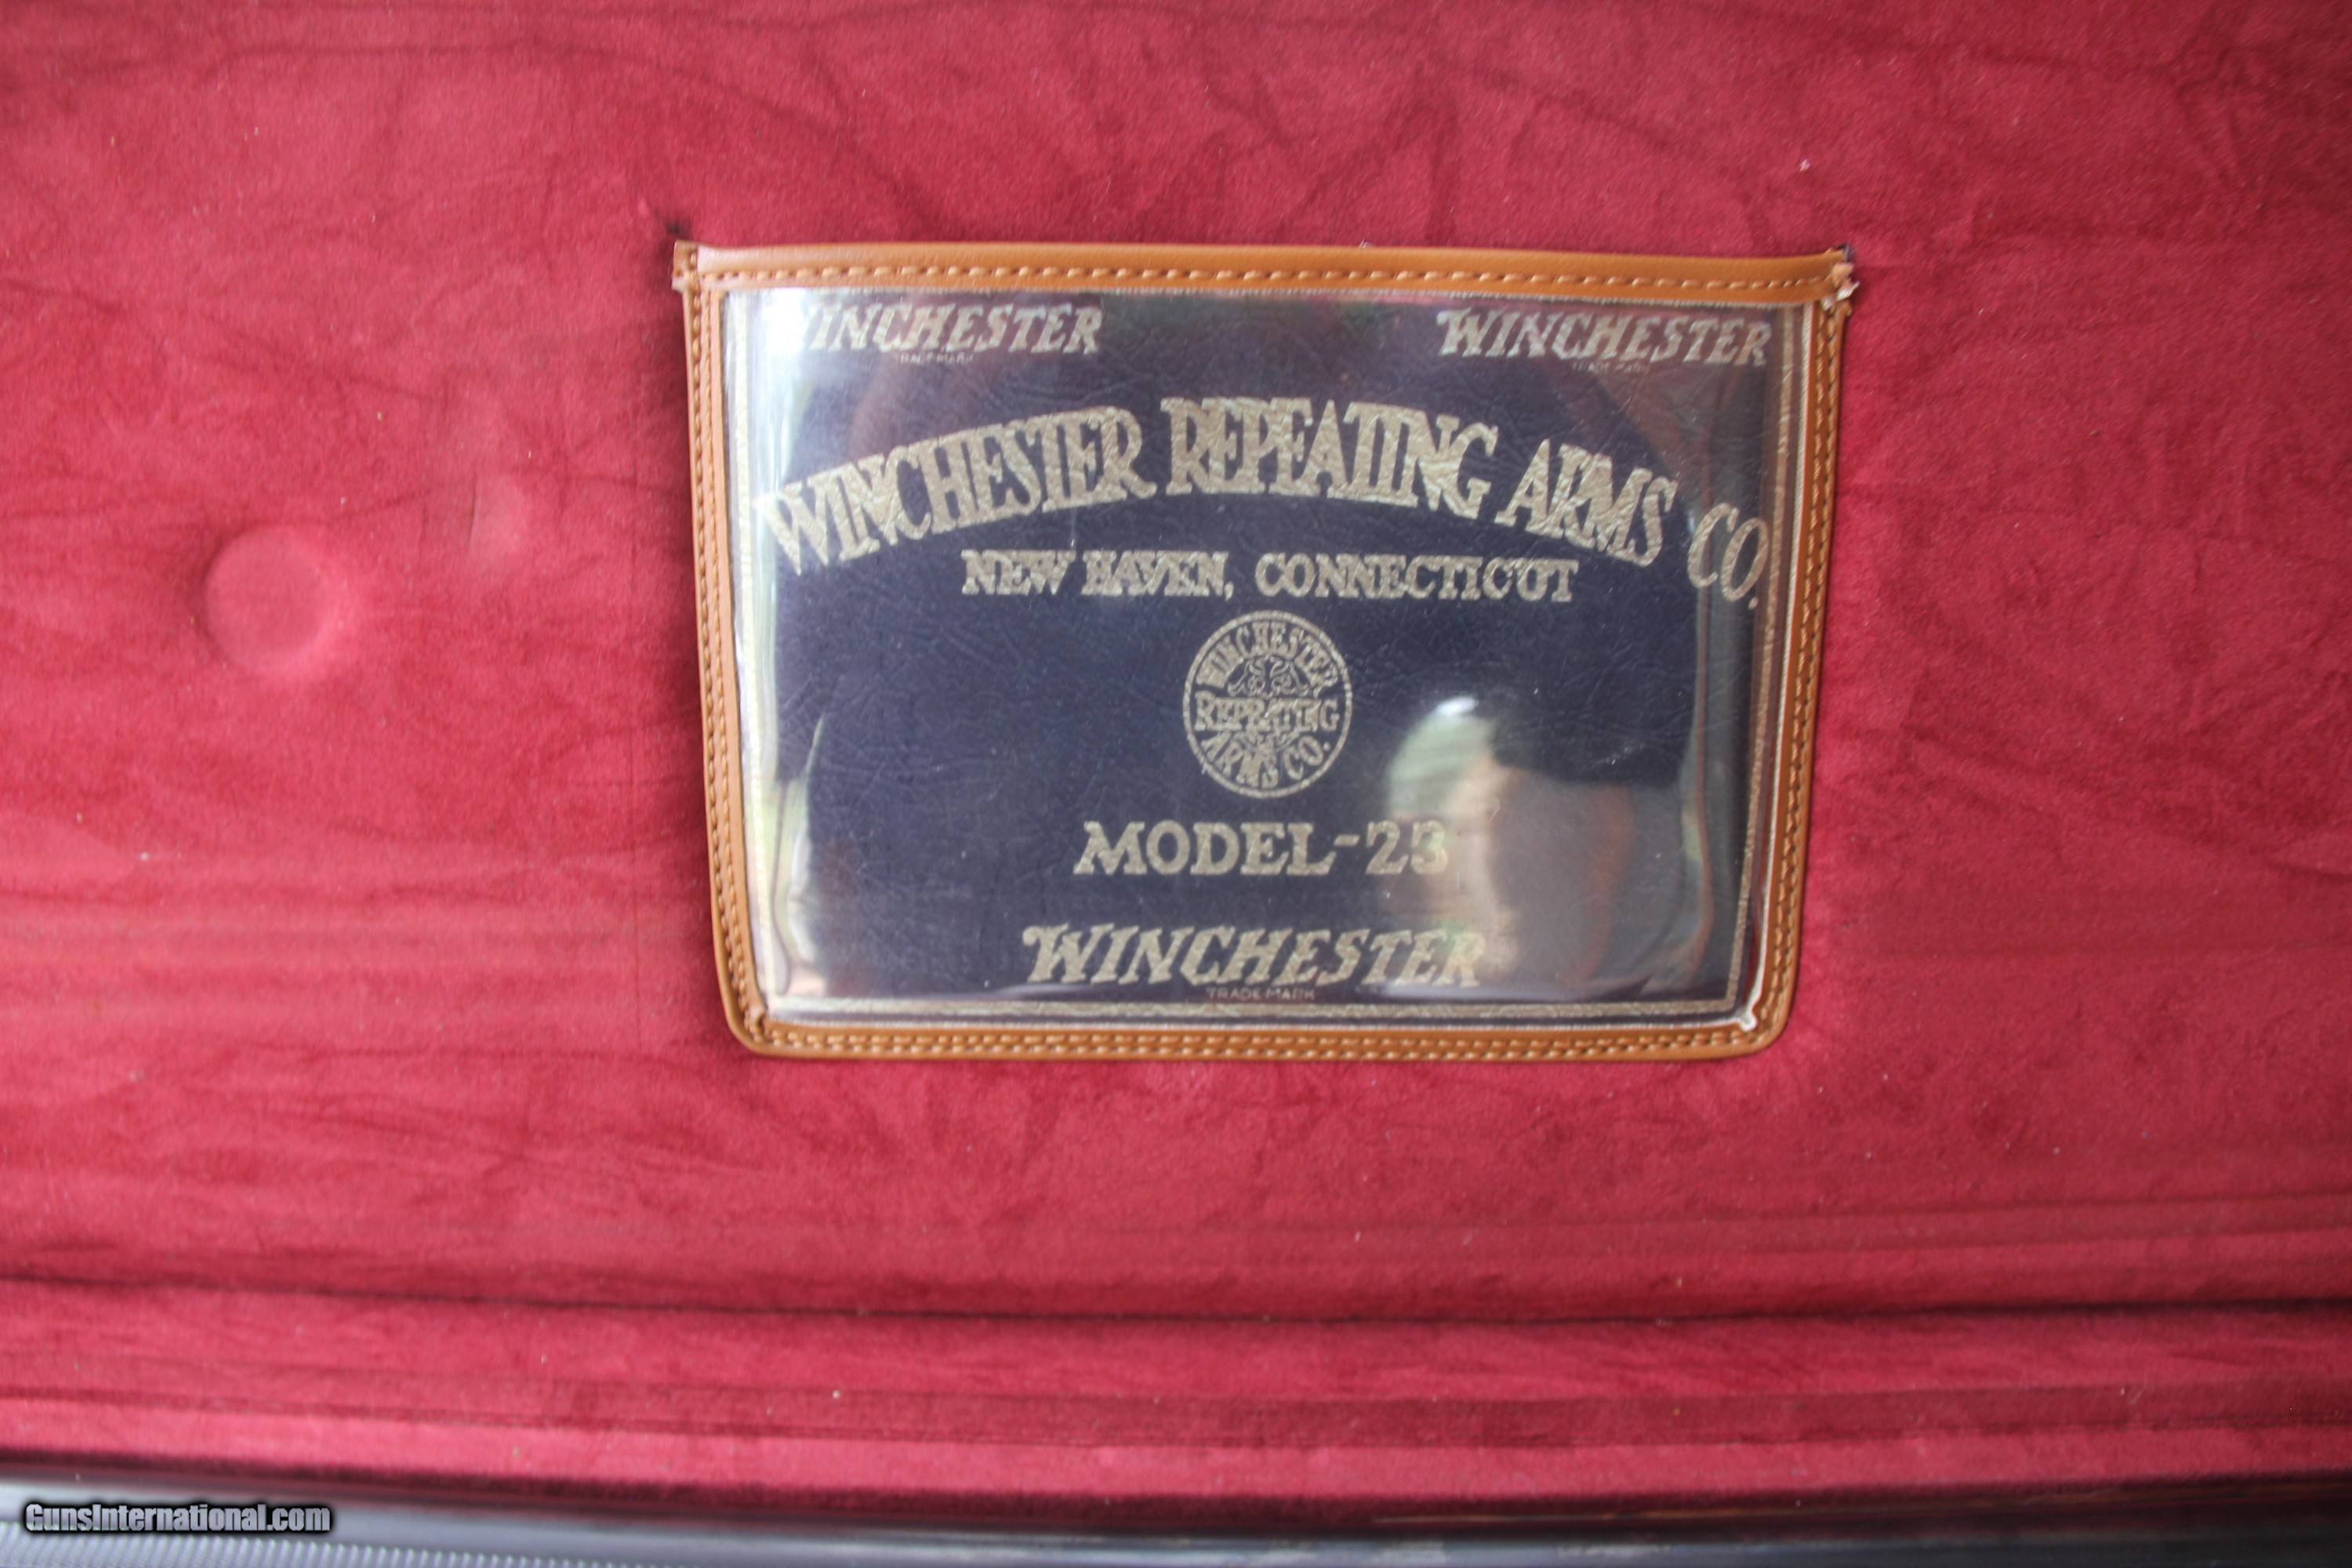 WINCHESTER WINCHESTER
TRADE MARK TRADE MARK
WINCHESTER REPEATING ARMS CO.
NEW HAVEN, CONNECTICUT
WINCHESTER
REPEATING
ARMS CO.
MODEL-23
WINCHESTER
TRADE MARK
GunsInternational.com